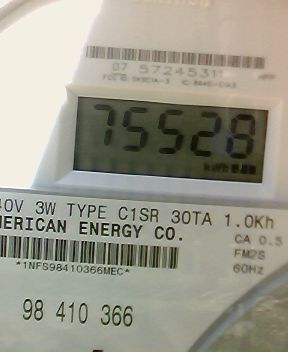 07 5724531
75528
kWh
40V 3W TYPE C1SR 30TA 1.0Kh
MERICAN ENERGY CO.
CA 0.5
FM2S
60Hz
*1NFS98410366MEC*
98 410 366